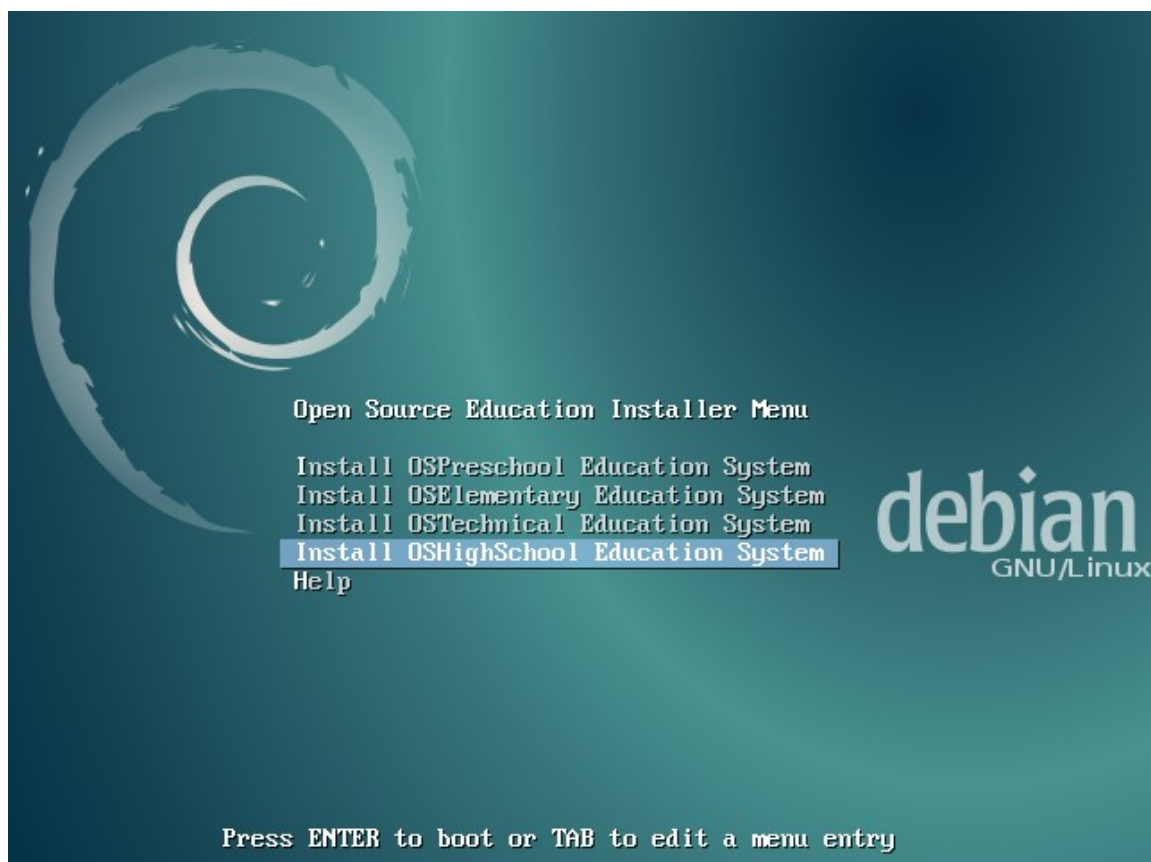 Open Source Education Installer Menu
Install OSPreschool Education System
Install OSElementary Education System
Install OSTechnical Education System
Install OSHighSchool Education System
Help
debian
GNU/Linux
Press ENTER to boot or TAB to edit a menu entry